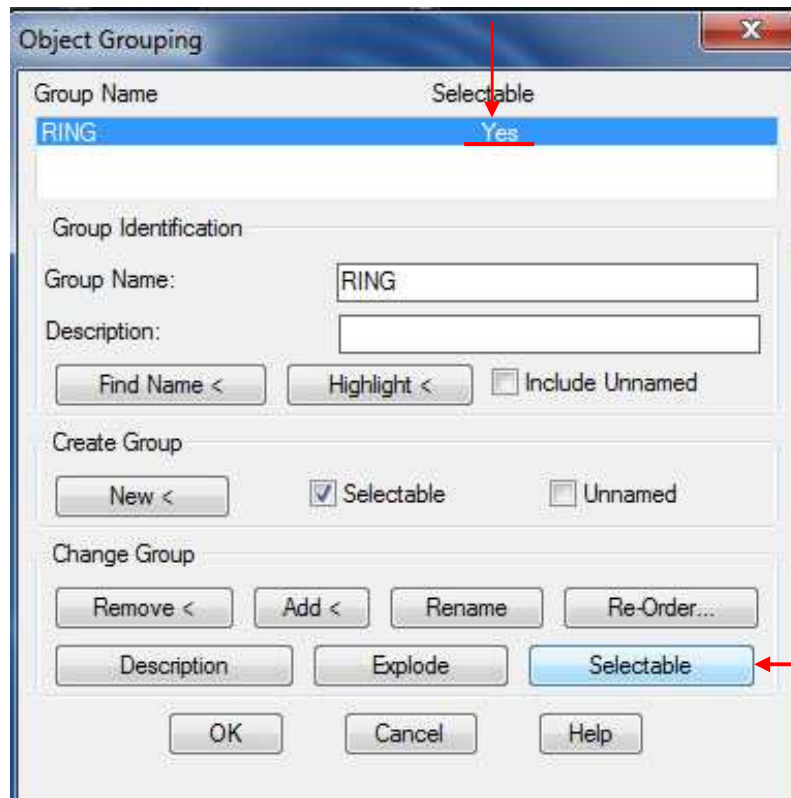 Object Grouping
Group Name Selectable
RING Yes
Group Identification
Group Name: RING
Description:
Find Name < Highlight < Include Unnamed
Create Group
New < Selectable Unnamed
Change Group
Remove < Add < Rename Re-Order...
Description Explode Selectable
OK Cancel Help